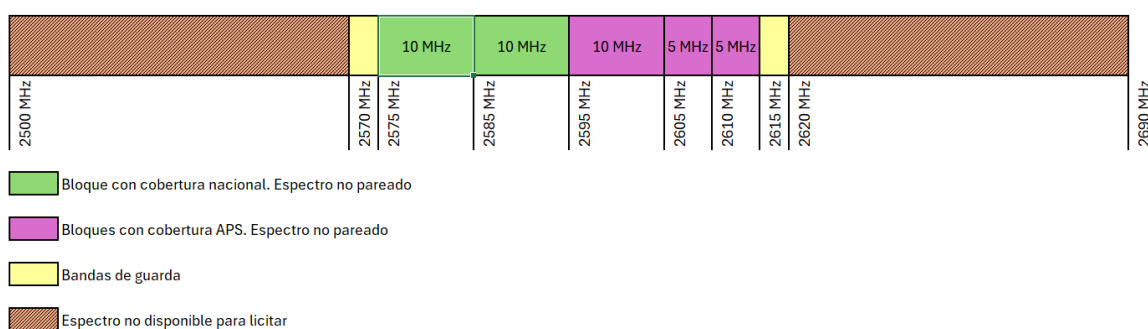 10 MHz 10 MHz 10 MHz 5 MHz 5 MHz
2500 MHz 2570 MHz 2575 MHz 2585 MHz 2595 MHz 2605 MHz 2610 MHz 2615 MHz 2620 MHz 2690 MHz
Bloque con cobertura nacional. Espectro no pareado
Bloques con cobertura APS. Espectro no pareado
Bandas de guarda
Espectro no disponible para licitar